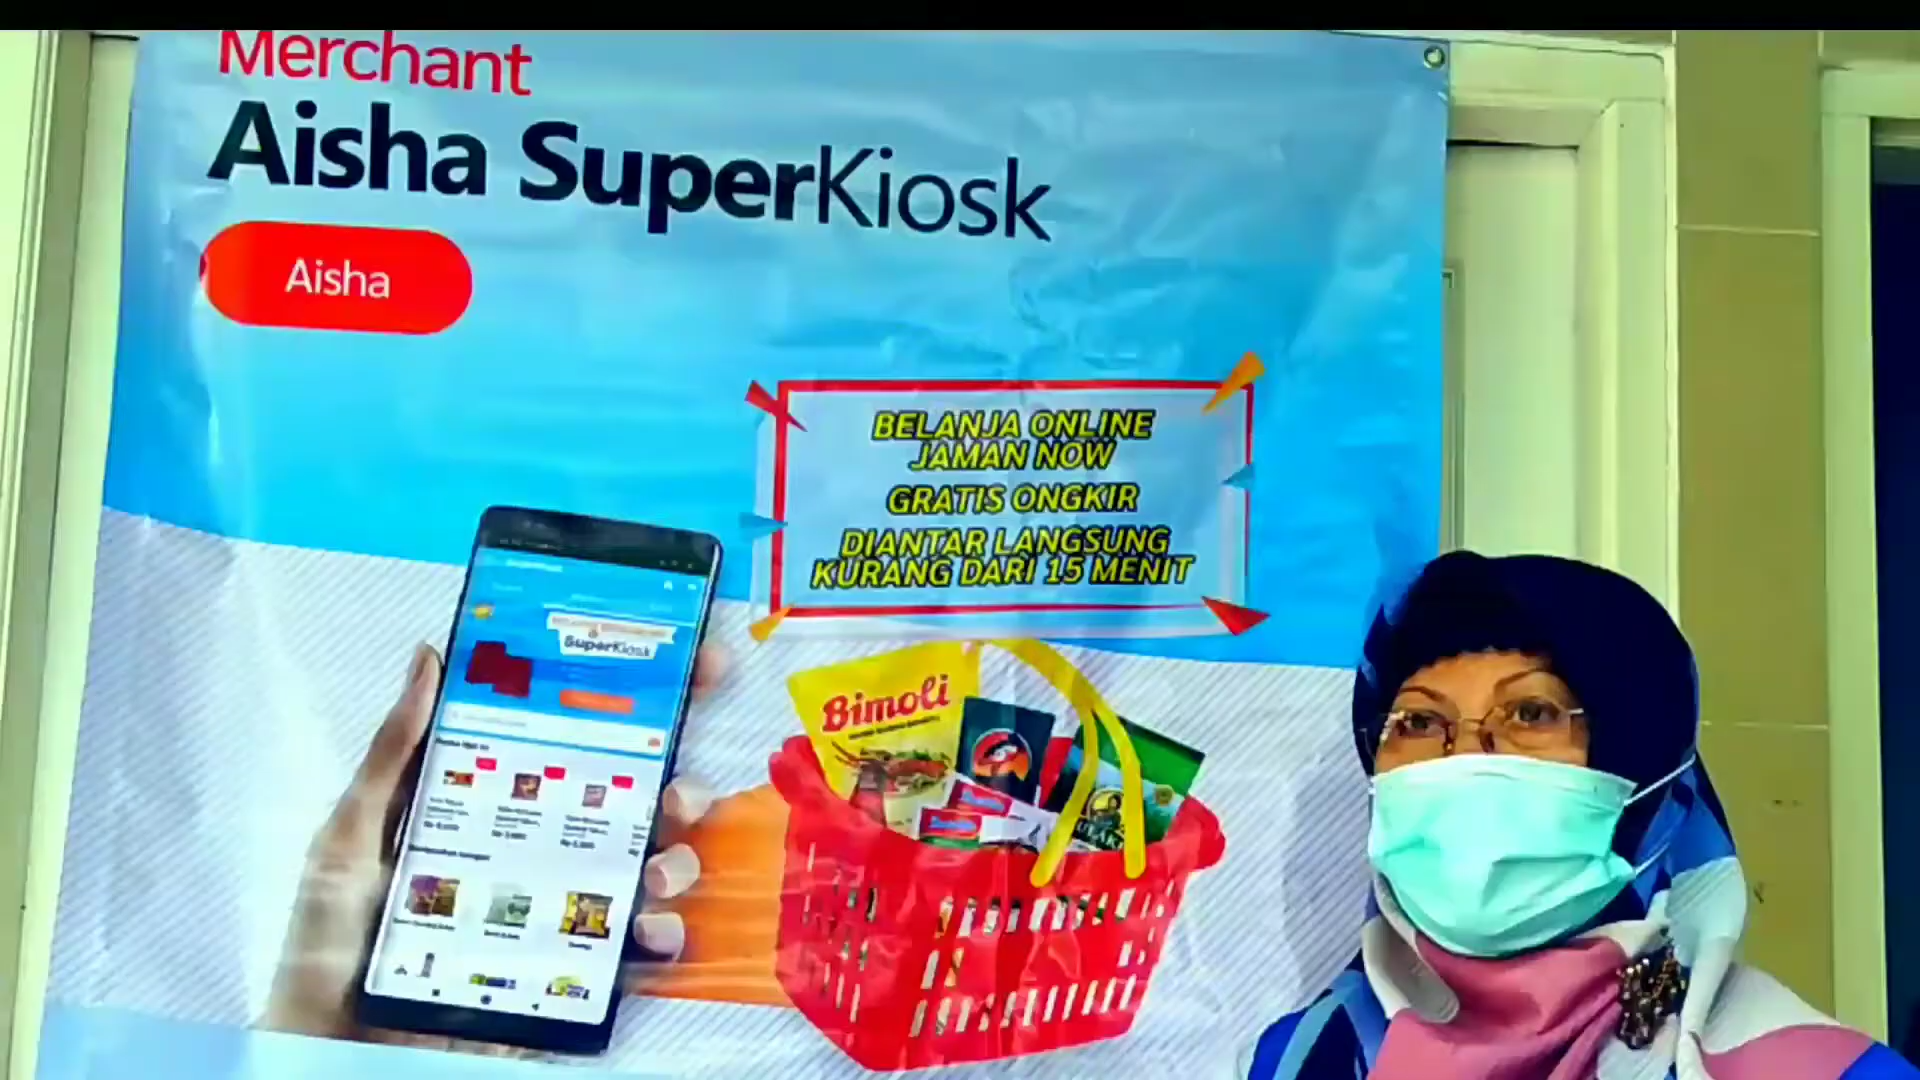 Merchant
Aisha SuperKiosk
Aisha
BELANJA ONLINE
JAMAN NOW
GRATIS ONGKIR
DIANTAR LANGSUNG
KURANG DARI 15 MENIT
SuperKiosk
Bimoli